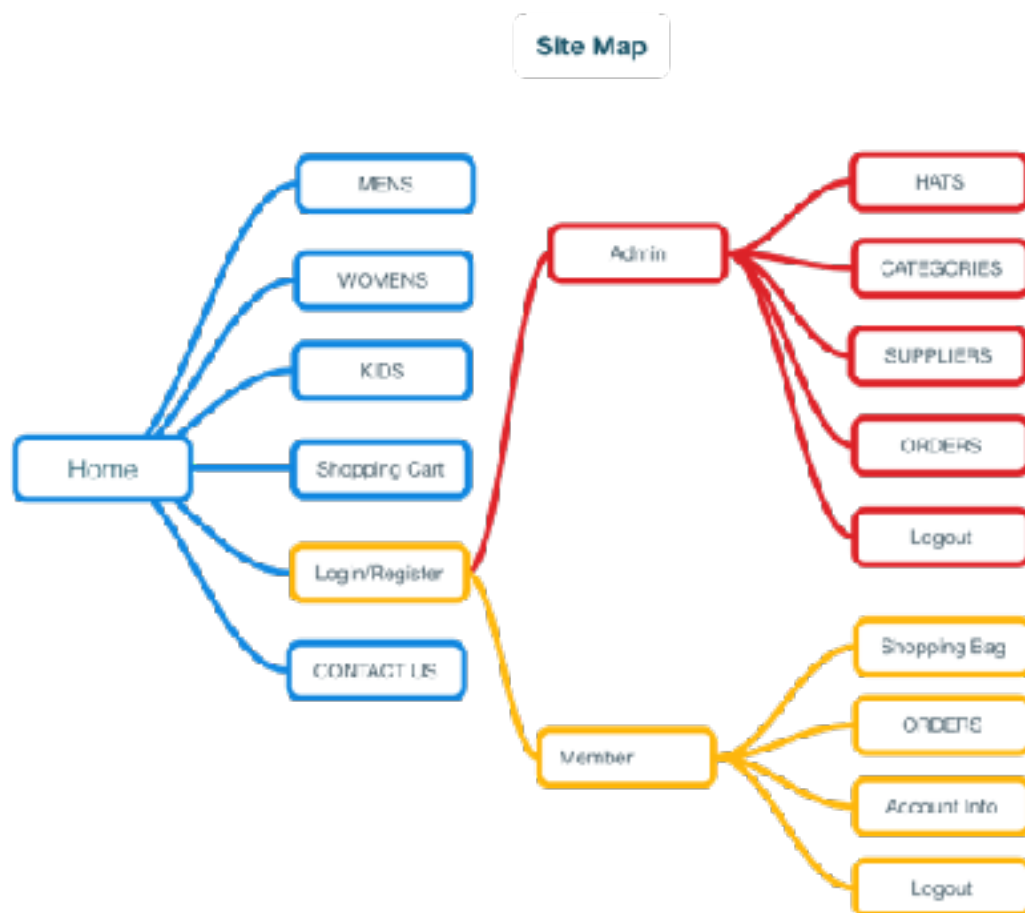 Site Map
Home
MENS
WOMENS
KIDS
Shopping Cart
Login/Register
CONTACT US
Admin
HATS
CATEGORIES
SUPPLIERS
ORDERS
Logout
Member
Shopping Bag
ORDERS
Account Info
Logout